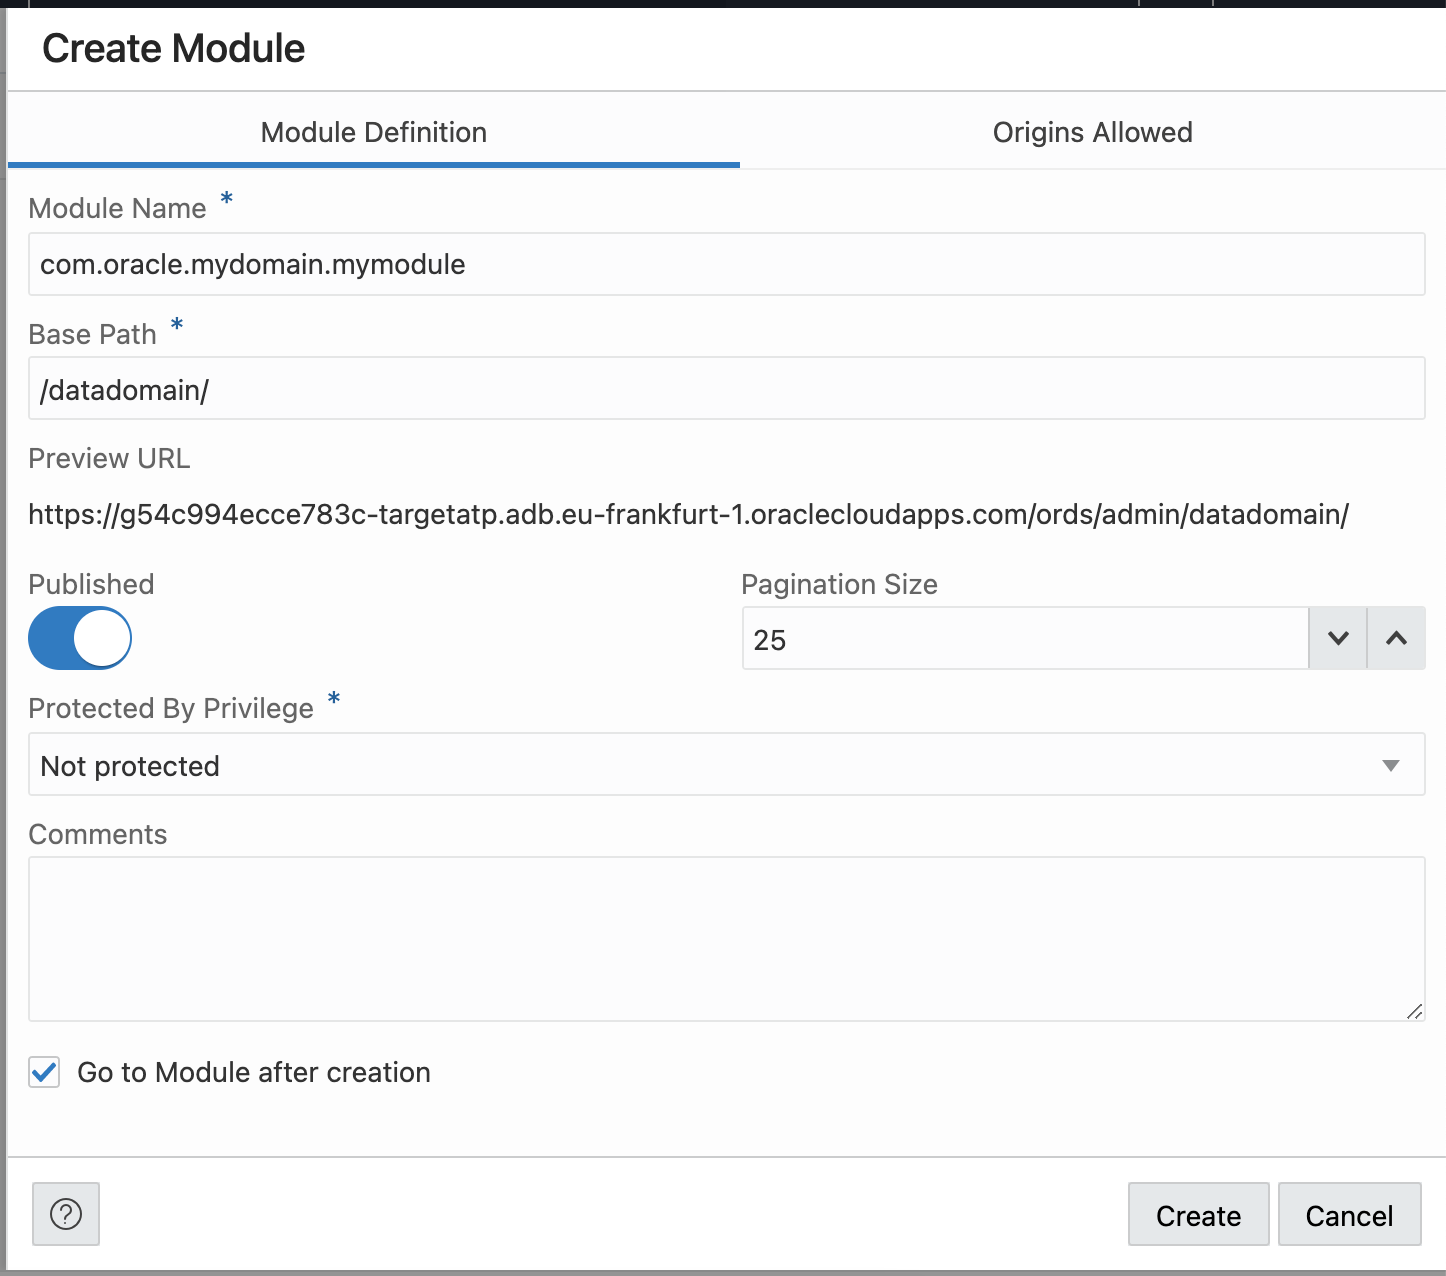 Create Module
Module Definition
Origins Allowed
Module Name *
com.oracle.mydomain.mymodule
Base Path *
/datadomain/
Preview URL
https://g54c994ecce783c-targetatp.adb.eu-frankfurt-1.oraclecloudapps.com/ords/admin/datadomain/
Published
Pagination Size
25
Protected By Privilege *
Not protected
Comments
Go to Module after creation
?
Create
Cancel